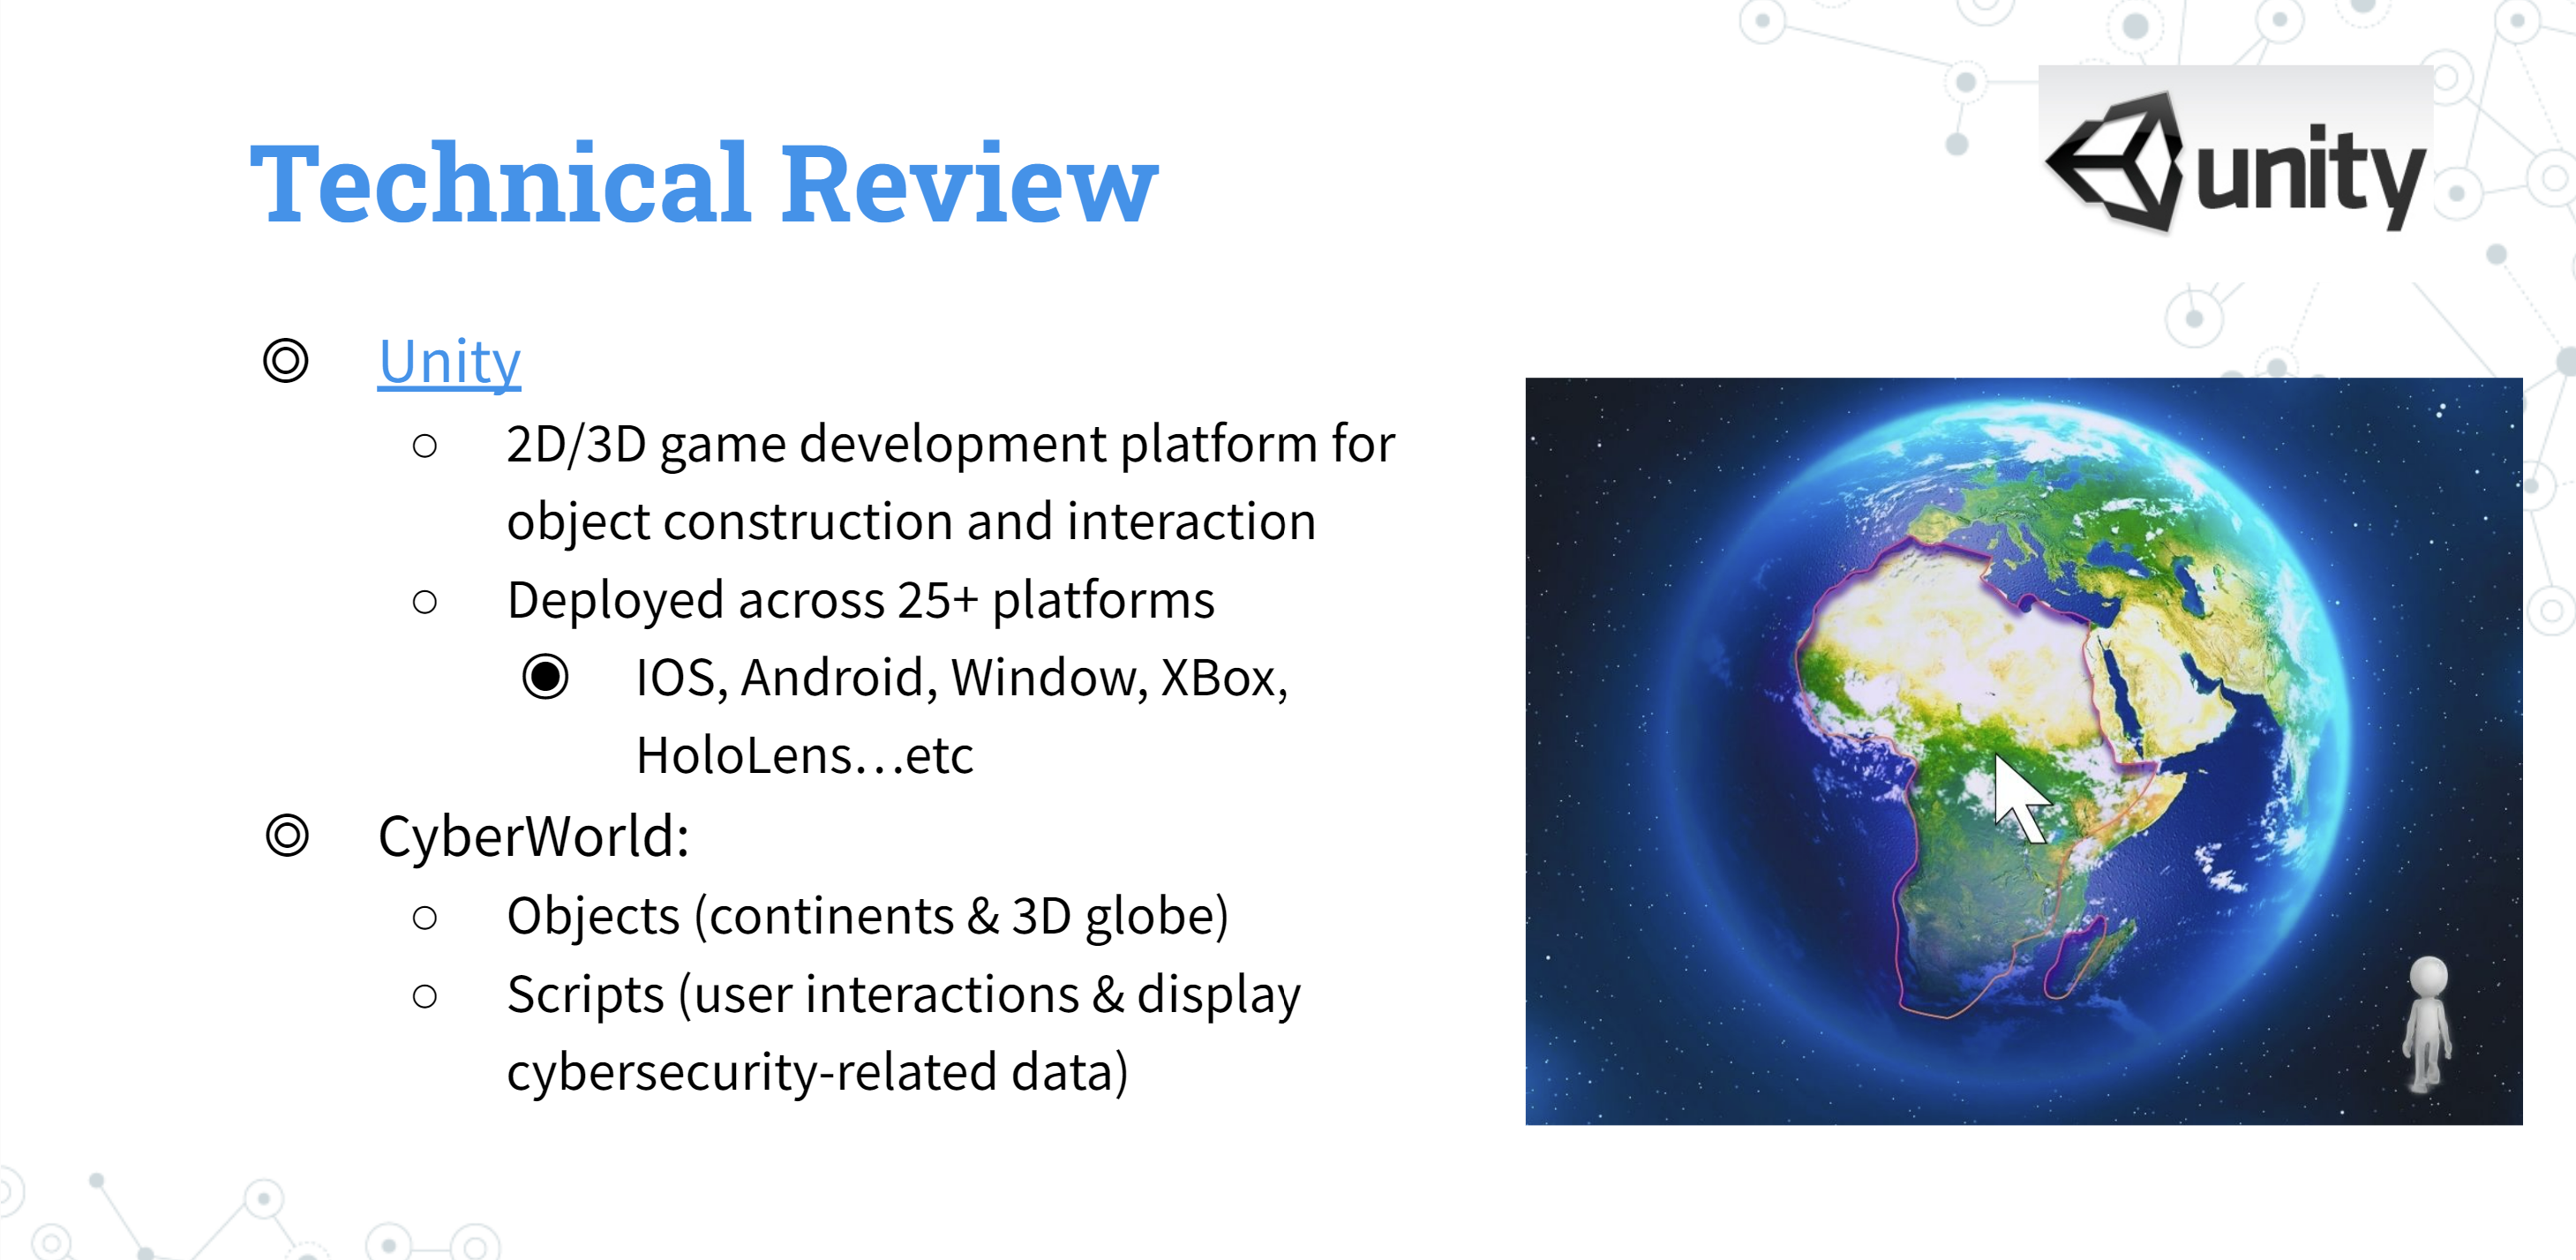 Technical Review
unity
Unity
2D/3D game development platform for
object construction and interaction
Deployed across 25+ platforms
IOS, Android, Window, XBox,
HoloLens...etc
CyberWorld:
Objects (continents & 3D globe)
Scripts (user interactions & display
cybersecurity-related data)